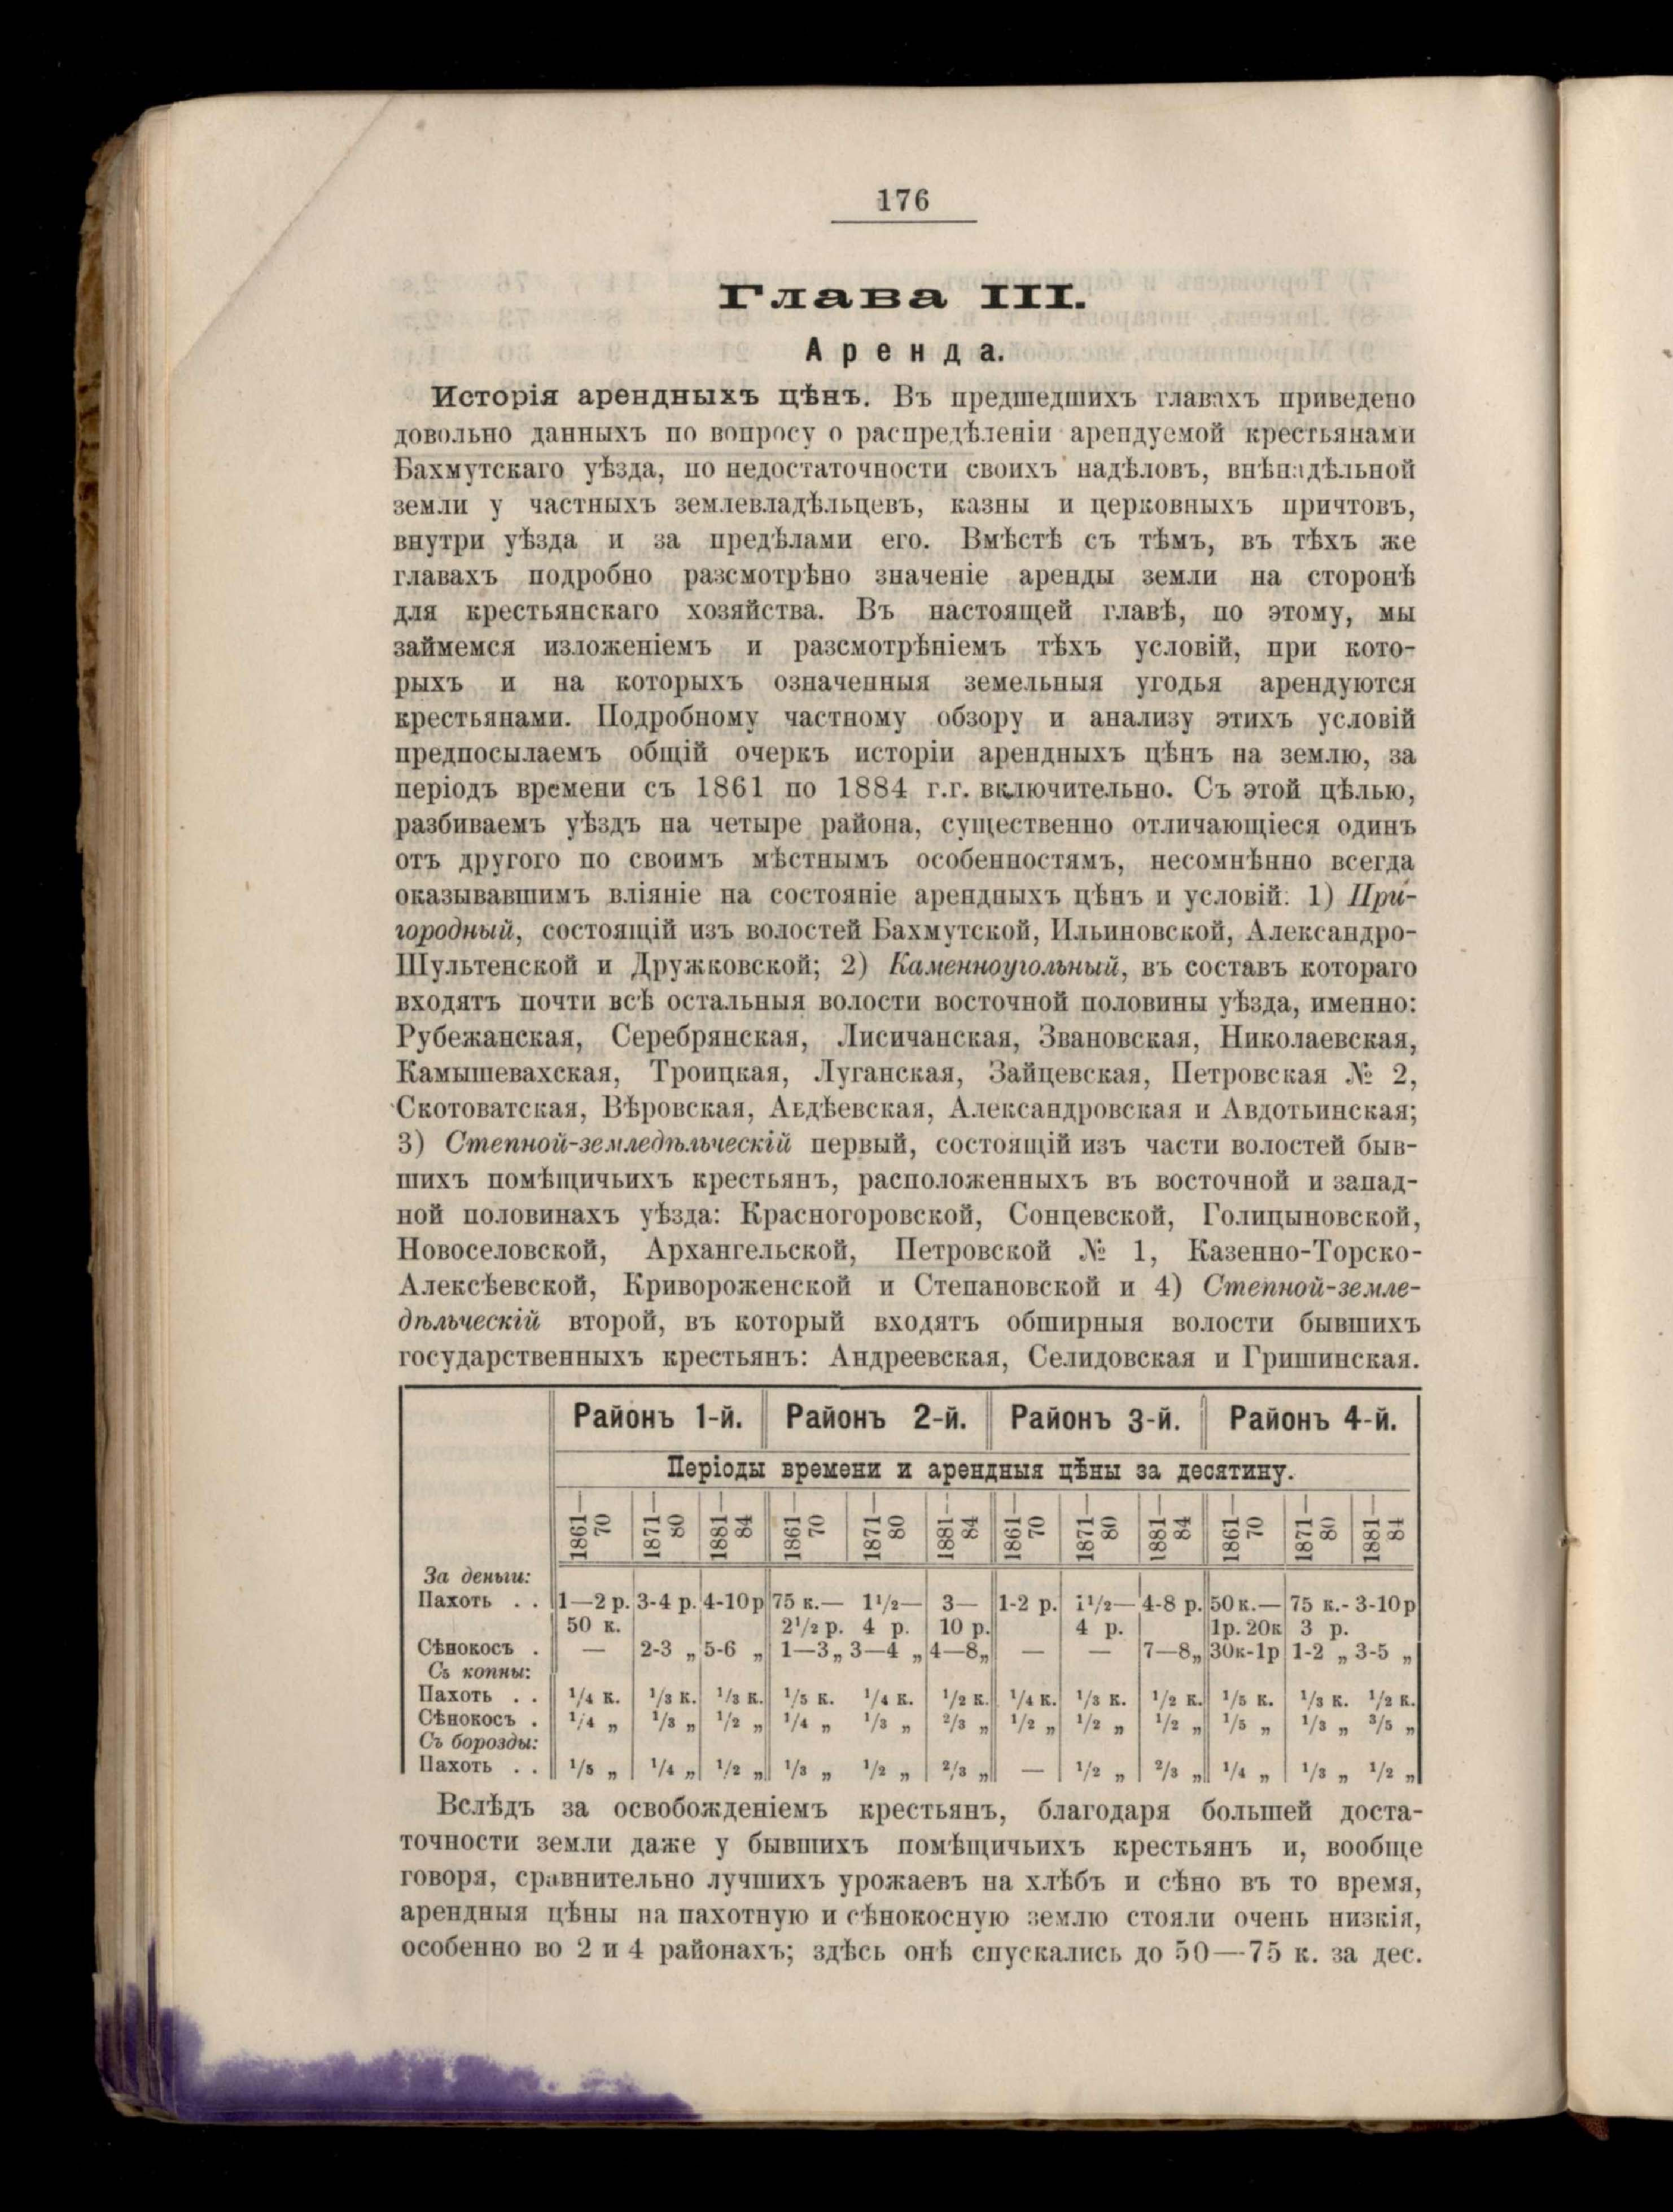 176
Глава III.
Аренда.
Исторія арендныхъ цѣнъ. Въ предшедшихъ главахъ приведено
довольно данныхъ по вопросу о распредѣленіи арендуемой крестьянами
Бахмутскаго уѣзда, по недостаточности своихъ надѣловъ, внѣнадѣльной
земли у частныхъ землевладѣльцевъ, казны и церковныхъ причтовъ,
внутри уѣзда и за предѣлами его. Вмѣстѣ съ тѣмъ, въ тѣхъ же
главахъ подробно разсмотрѣно значеніе аренды земли на сторонѣ
для крестьянскаго хозяйства. Въ настоящей главѣ, по этому, мы
займемся изложеніемъ и разсмотрѣніемъ тѣхъ условій, при кото-
рыхъ и на которыхъ означенныя земельныя угодья арендуются
крестьянами. Подробному частному обзору и анализу этихъ условій
предпосылаемъ общій очеркъ исторіи арендныхъ цѣнъ на землю, за
періодъ времени съ 1861 по 1884 г.г. включительно. Съ этой цѣлью,
разбиваемъ уѣздъ на четыре района, существенно отличающіеся одинъ
отъ другого по своимъ мѣстнымъ особенностямъ, несомнѣнно всегда
оказывавшимъ вліяніе на состояніе арендныхъ цѣнъ и условій: 1) При-
городный, состоящій изъ волостей Бахмутской, Ильиновской, Александро-
Шультенской и Дружковской; 2) Каменноугольный, въ составъ котораго
входятъ почти всѣ остальныя волости восточной половины уѣзда, именно:
Рубежанская, Серебрянская, Лисичанская, Звановская, Николаевская,
Камышевахская, Троицкая, Луганская, Зайцевская, Петровская № 2,
Скотоватская, Вѣровская, Авдѣевская, Александровская и Авдотьинская;
3) Степной-земледѣльческій первый, состоящій изъ части волостей быв-
шихъ помѣщичьихъ крестьянъ, расположенныхъ въ восточной и запад-
ной половинахъ уѣзда: Красногоровской, Сонцевской, Голицыновской,
Новоселовской, Архангельской, Петровской № 1, Казенно-Торско-
Алексѣевской, Кривороженской и Степановской и 4) Степной-земле-
дѣльческій второй, въ который входятъ обширныя волости бывшихъ
государственныхъ крестьянъ: Андреевская, Селидовская и Гришинская.
Районъ 1-й. Районъ 2-й. Районъ 3-й. Районъ 4-й.
Періоды времени и арендныя цѣны за десятину.
1861—70 1871—80 1881—84 1861—70 1871—80 1881—84 1861—70 1871—80 1881—84 1861—70 1871—80 1881—84
За деньги:
Пахоть . . 1—2 р. 3-4 р. 4-10р 75 к.— 1½— 3— 1-2 р. 1½— 4-8 р. 50 к.— 75 к.- 3-10р
50 к. 2½ р. 4 р. 10 р. 4 р. 1р.20к 3 р.
Сѣнокосъ . — 2-3 „ 5-6 „ 1—3„ 3—4 „ 4—8„ — — 7—8„ 30к-1р 1-2 „ 3-5 „
Съ копны:
Пахоть . . ¼ к. ⅓ к. ⅓ к. ⅕ к. ¼ к. ½ к. ¼ к. ⅓ к. ½ к. ⅕ к. ⅓ к. ½ к.
Сѣнокосъ . ¼ „ ⅓ „ ½ „ ¼ „ ⅓ „ ⅔ „ ½ „ ½ „ ½ „ ⅕ „ ⅓ „ ⅗ „
Съ борозды:
Пахоть . . ⅕ „ ¼ „ ½ „ ⅓ „ ½ „ ⅔ „ — ½ „ ⅔ „ ¼ „ ⅓ „ ½ „
Вслѣдъ за освобожденіемъ крестьянъ, благодаря большей доста-
точности земли даже у бывшихъ помѣщичьихъ крестьянъ и, вообще
говоря, сравнительно лучшихъ урожаевъ на хлѣбъ и сѣно въ то время,
арендныя цѣны на пахотную и сѣнокосную землю стояли очень низкія,
особенно во 2 и 4 районахъ; здѣсь онѣ спускались до 50—75 к. за дес.